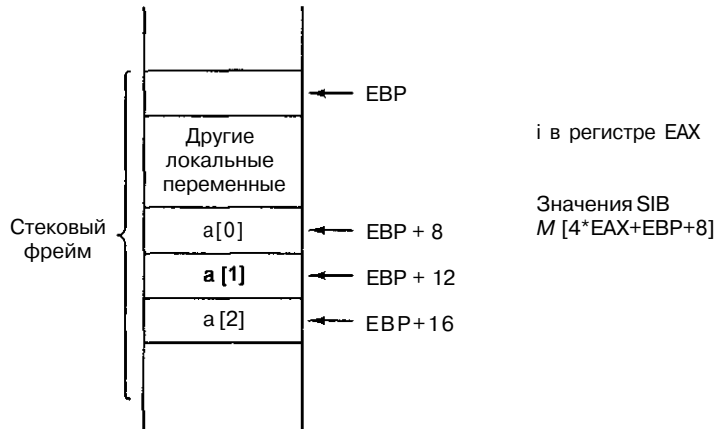 EBP
Другие
локальные
переменные
i в регистре EAX
Стековый
фрейм
a[0]
EBP + 8
Значения SIB
M [4*EAX+EBP+8]
a [1]
EBP + 12
a [2]
EBP+16